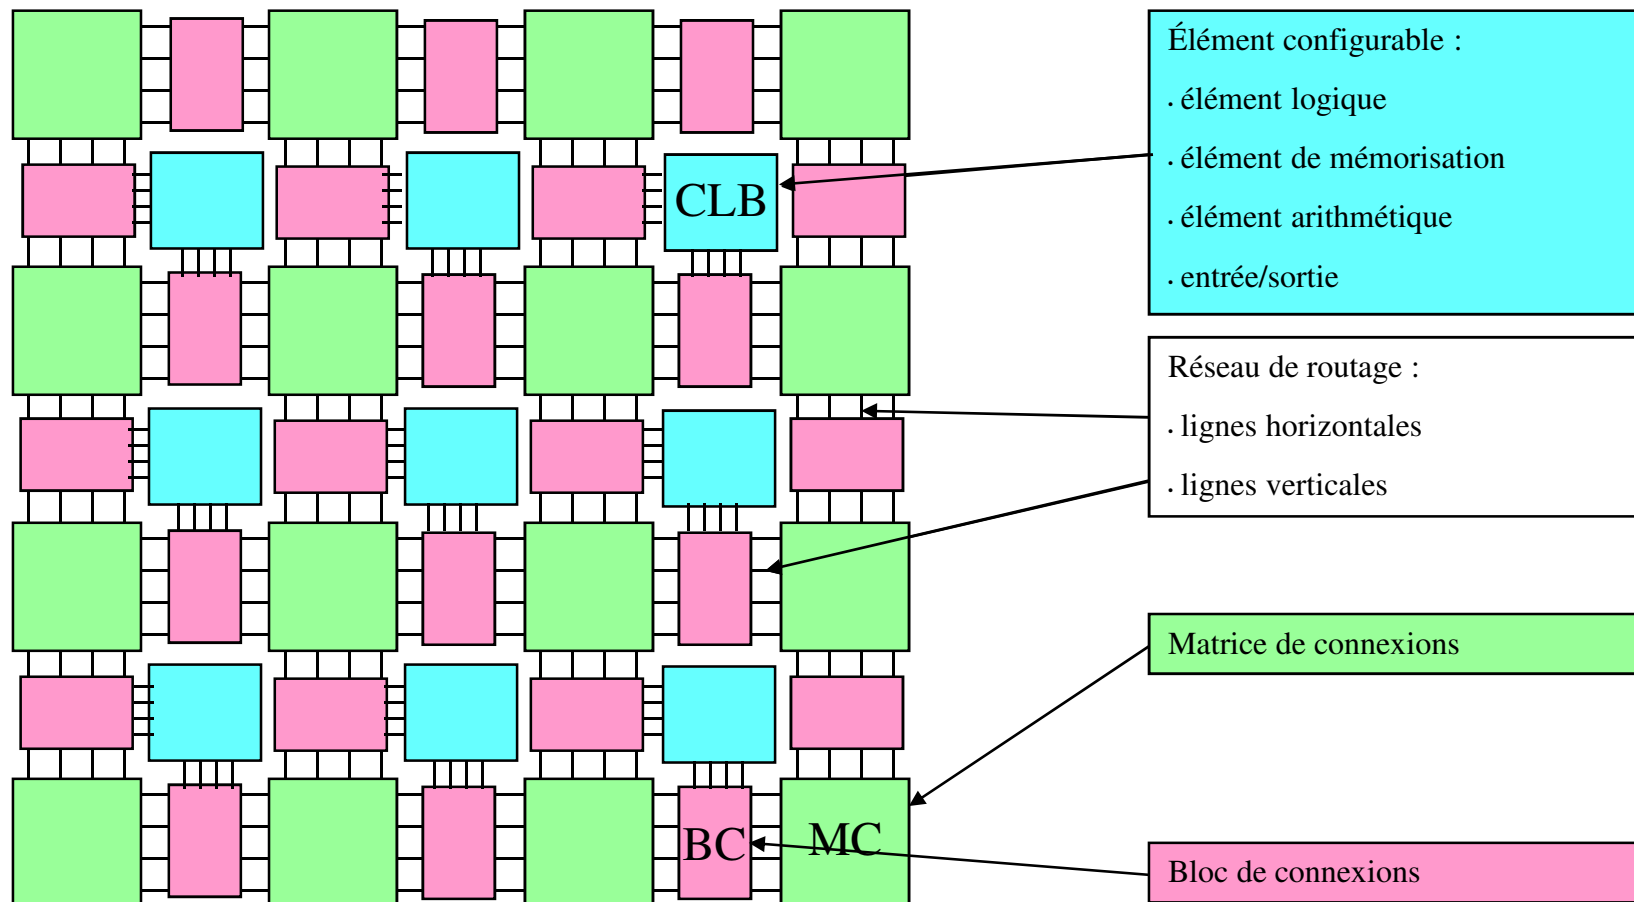 CLB
BC
MC
Élément configurable :
· élément logique
· élément de mémorisation
· élément arithmétique
· entrée/sortie
Réseau de routage :
· lignes horizontales
· lignes verticales
Matrice de connexions
Bloc de connexions